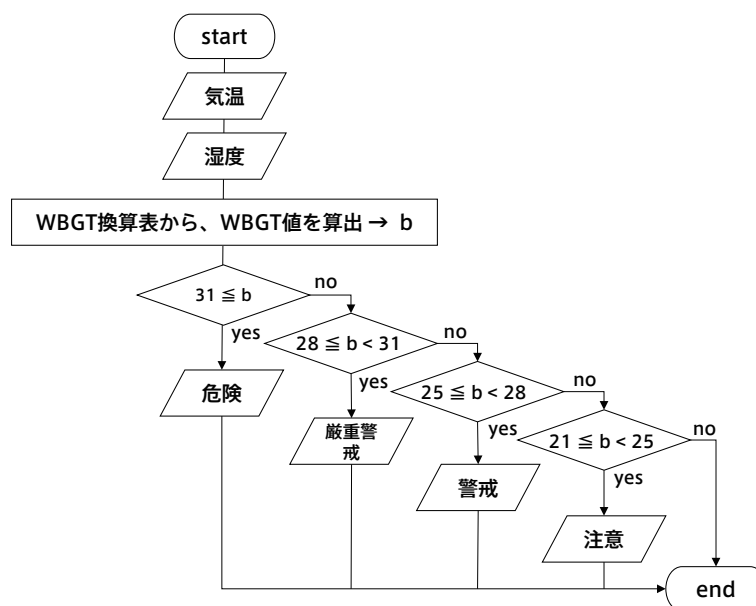 start
気温
湿度
WBGT換算表から、WBGT値を算出 → b
31 ≦ b
no
yes
28 ≦ b < 31
no
yes
25 ≦ b < 28
no
yes
21 ≦ b < 25
no
yes
危険
厳重警
戒
警戒
注意
end